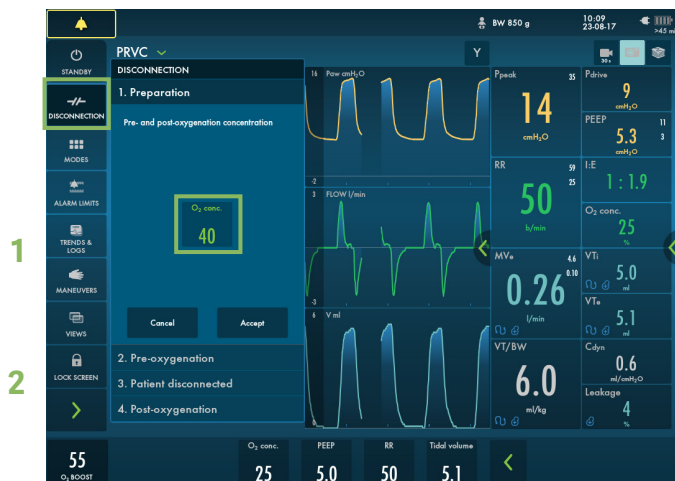 BW 850 g
10:09
23-08-17
>45 m
STANDBY
PRVC
Y
30 s
DISCONNECTION
DISCONNECTION
1. Preparation
Pre- and post-oxygenation concentration
O2 conc.
40
Cancel
Accept
2. Pre-oxygenation
3. Patient disconnected
4. Post-oxygenation
MODES
ALARM LIMITS
1
TRENDS &
LOGS
MANEUVERS
VIEWS
2
LOCK SCREEN
16 Paw cmH2O
-2
3 FLOW l/min
-3
6 V ml
0
Ppeak 35
14
cmH2O
Pdrive
9
cmH2O
PEEP 11
5.3 3
cmH2O
RR 59
25
50
b/min
I:E
1 : 1.9
O2 conc.
25
%
MVe 4.6
0.10
0.26
l/min
VTi
5.0
ml
VTe
5.1
ml
VT/BW
6.0
ml/kg
Cdyn
0.6
ml/cmH2O
Leakage
4
%
55
O2 BOOST
O2 conc.
25
PEEP
5.0
RR
50
Tidal volume
5.1